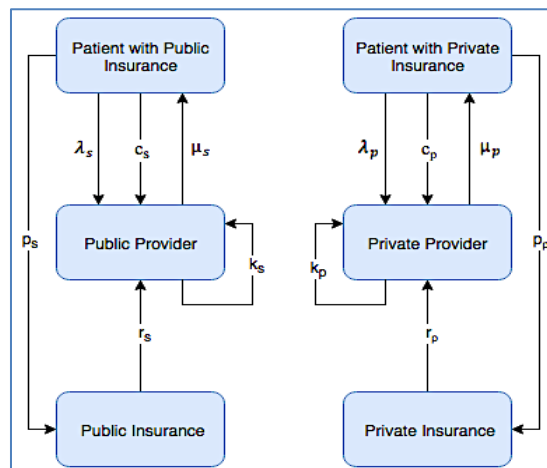 Patient with Public
Insurance
Patient with Private
Insurance
λₛ
cₛ
μₛ
λₚ
cₚ
μₚ
pₛ
Public Provider
kₛ
kₚ
Private Provider
pₚ
rₛ
rₚ
Public Insurance
Private Insurance